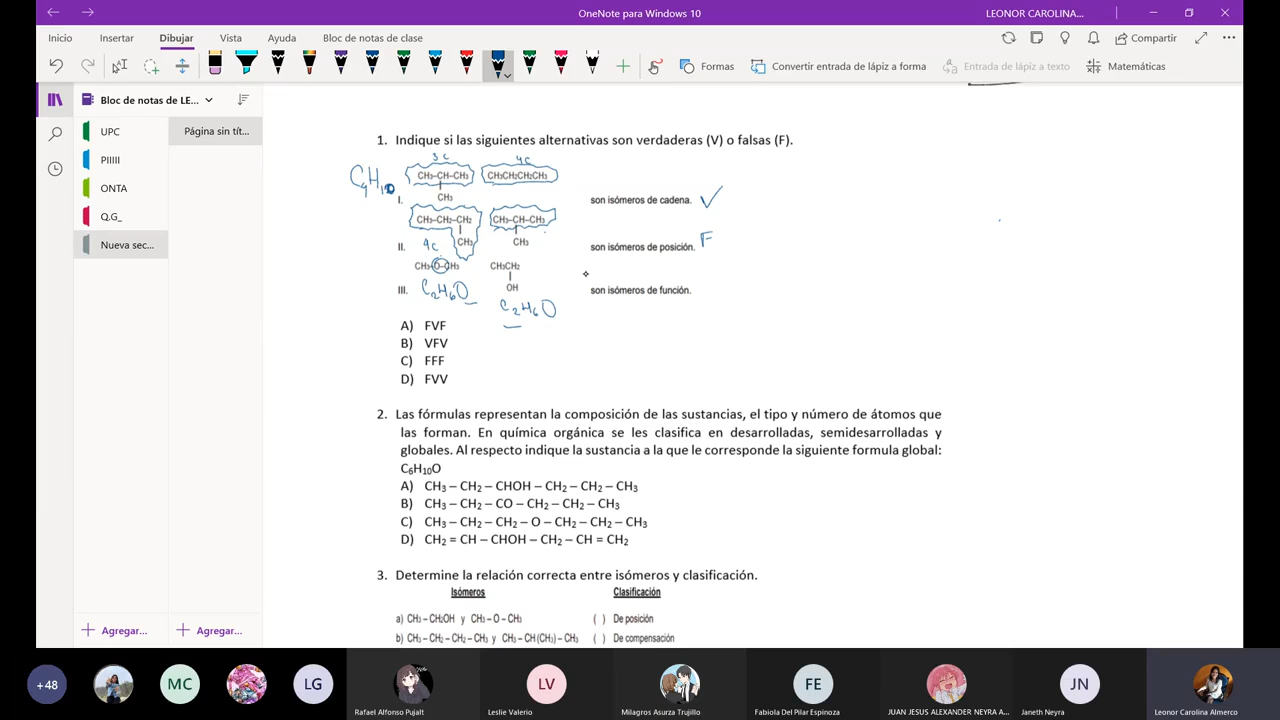 OneNote para Windows 10
LEONOR CAROLINA...
Inicio Insertar Dibujar Vista Ayuda Bloc de notas de clase Compartir
Formas Convertir entrada de lápiz a forma Entrada de lápiz a texto Matemáticas
Bloc de notas de LE... Página sin tít...
UPC
PIIIII
ONTA
Q.G_
Nueva sec...
Agregar... Agregar...
1. Indique si las siguientes alternativas son verdaderas (V) o falsas (F).
3c 4c
C4H10 CH3–CH–CH3 CH3CH2CH2CH3
CH3
I. son isómeros de cadena. V
CH3–CH2–CH2 CH3–CH–CH3
4c CH3 CH3
II. son isómeros de posición. F
CH3–O–CH3 CH3CH2
OH
III. C2H6O son isómeros de función.
C2H6O
A) FVF
B) VFV
C) FFF
D) FVV
2. Las fórmulas representan la composición de las sustancias, el tipo y número de átomos que
las forman. En química orgánica se les clasifica en desarrolladas, semidesarrolladas y
globales. Al respecto indique la sustancia a la que le corresponde la siguiente formula global:
C6H10O
A) CH3 – CH2 – CHOH – CH2 – CH2 – CH3
B) CH3 – CH2 – CO – CH2 – CH2 – CH3
C) CH3 – CH2 – CH2 – O – CH2 – CH2 – CH3
D) CH2 = CH – CHOH – CH2 – CH = CH2
3. Determine la relación correcta entre isómeros y clasificación.
Isómeros Clasificación
a) CH3 – CH2OH y CH3 – O – CH3 ( ) De posición
b) CH3 – CH2 – CH2 – CH3 y CH3 – CH (CH3) – CH3 ( ) De compensación
+48 MC LG LV FE JN
Rafael Alfonso Pujalt Leslie Valerio Milagros Asurza Trujillo Fabiola Del Pilar Espinoza JUAN JESUS ALEXANDER NEYRA A... Janeth Neyra Leonor Carolina Almerco